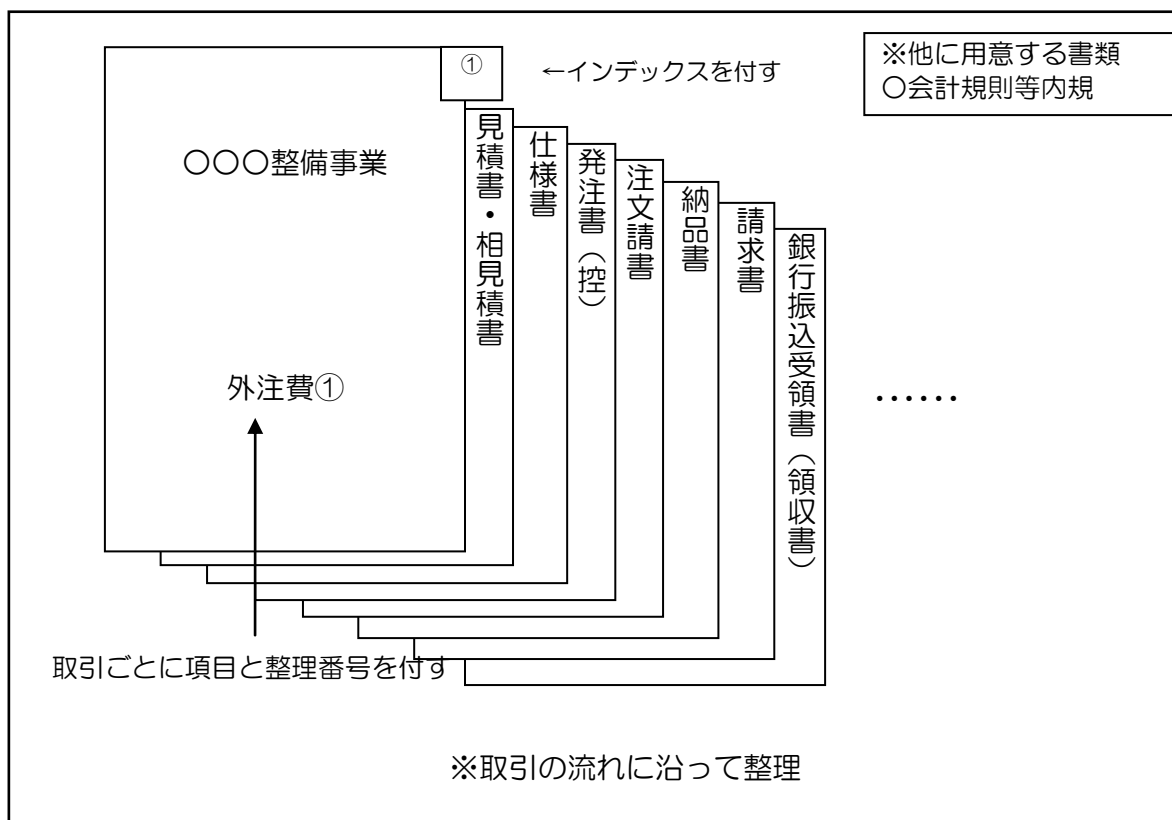 ①
←インデックスを付す
※他に用意する書類
○会計規則等内規
○○○整備事業
外注費①
見積書・相見積書
仕様書
発注書（控）
注文請書
納品書
請求書
銀行振込受領書（領収書）
……
取引ごとに項目と整理番号を付す
※取引の流れに沿って整理